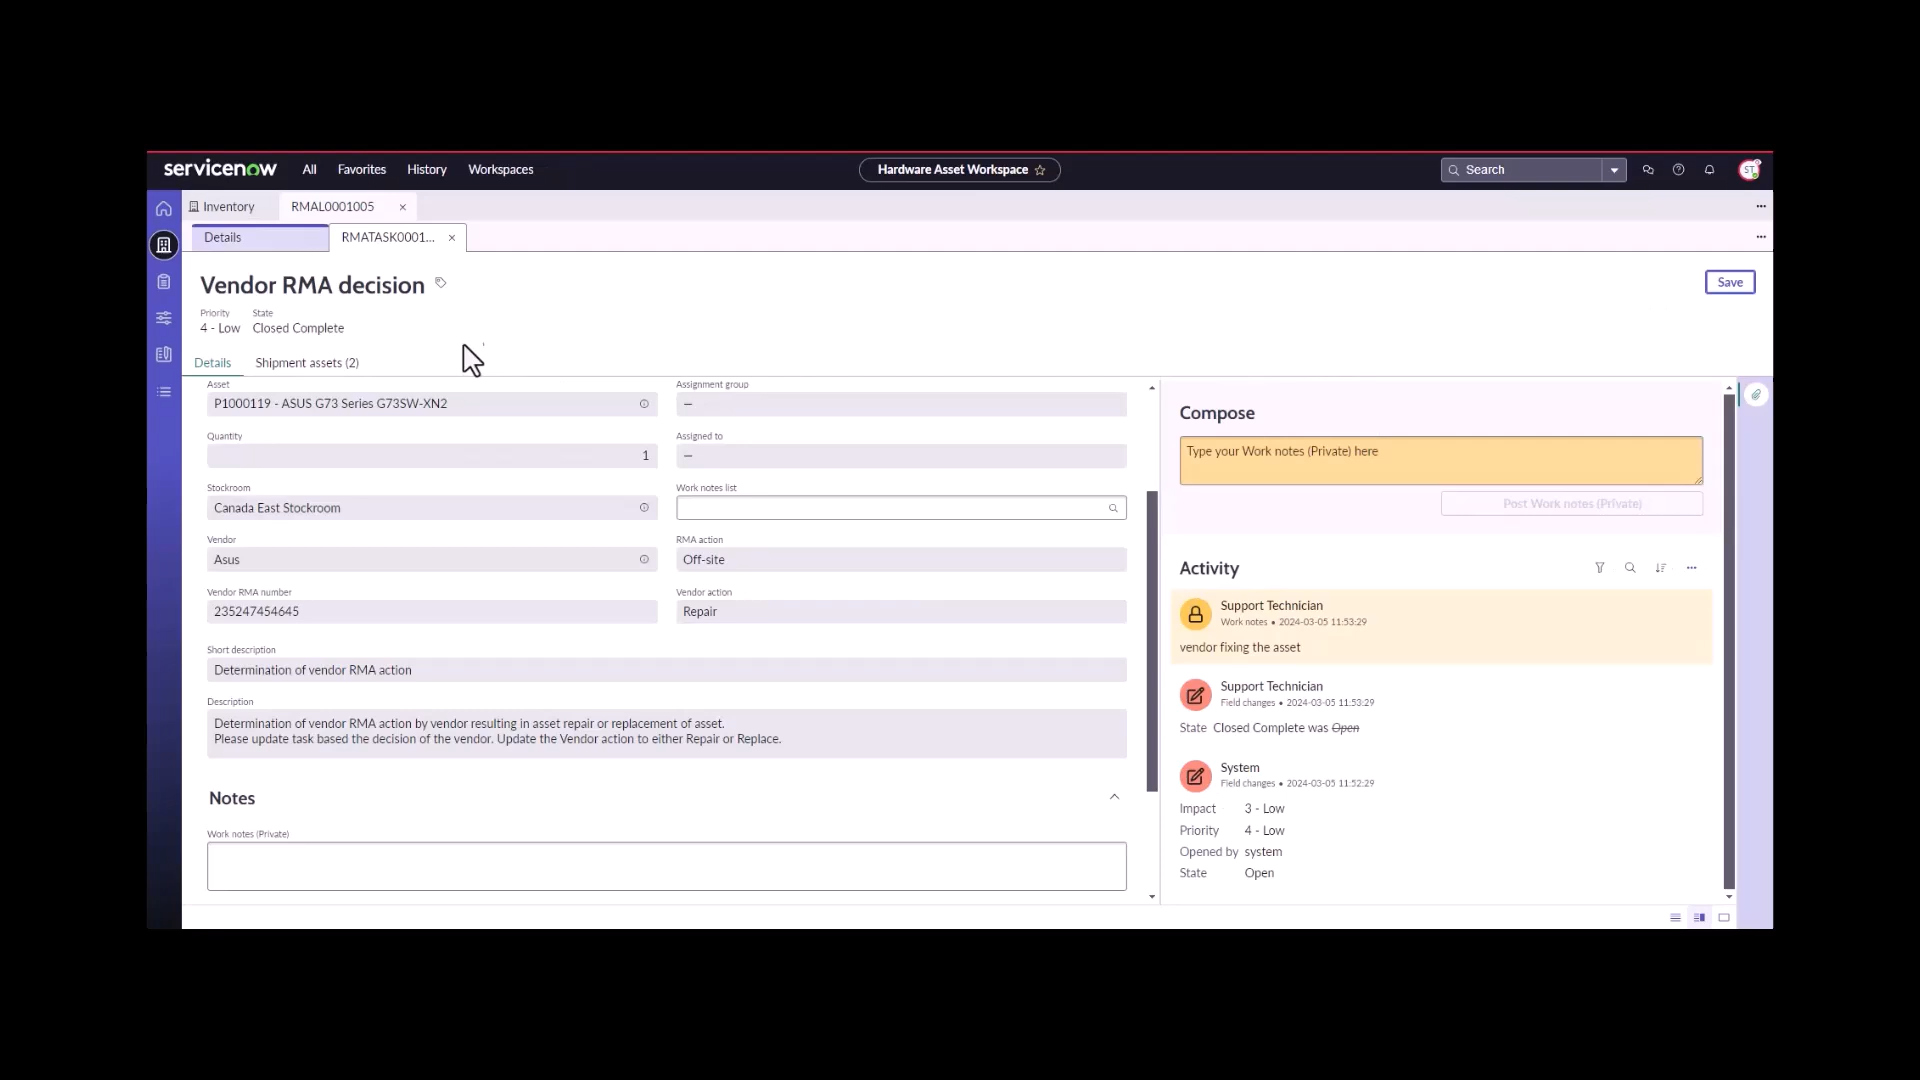 servicenow All Favorites History Workspaces Hardware Asset Workspace Search ST
Inventory RMAL0001005
Details RMATASK0001...
Vendor RMA decision
Save
Priority State
4 - Low Closed Complete
Details Shipment assets (2)
Asset
P1000119 - ASUS G73 Series G73SW-XN2
Quantity
1
Stockroom
Canada East Stockroom
Vendor
Asus
Vendor RMA number
235247454645
Assignment group
—
Assigned to
—
Work notes list
RMA action
Off-site
Vendor action
Repair
Short description
Determination of vendor RMA action
Description
Determination of vendor RMA action by vendor resulting in asset repair or replacement of asset.
Please update task based the decision of the vendor. Update the Vendor action to either Repair or Replace.
Notes
Work notes (Private)
Compose
Type your Work notes (Private) here
Post Work notes (Private)
Activity
Support Technician
Work notes • 2024-03-05 11:53:29
vendor fixing the asset
Support Technician
Field changes • 2024-03-05 11:53:29
State Closed Complete was Open
System
Field changes • 2024-03-05 11:52:29
Impact 3 - Low
Priority 4 - Low
Opened by system
State Open